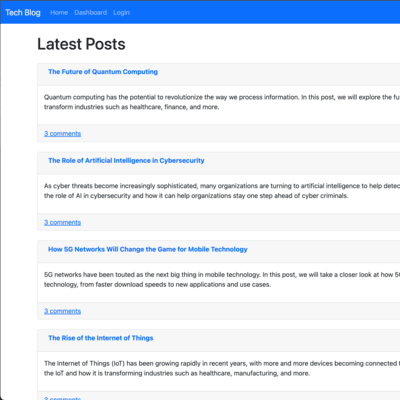 Tech Blog Home Dashboard Login
Latest Posts
The Future of Quantum Computing
Quantum computing has the potential to revolutionize the way we process information. In this post, we will explore the
transform industries such as healthcare, finance, and more.
3 comments
The Role of Artificial Intelligence in Cybersecurity
As cyber threats become increasingly sophisticated, many organizations are turning to artificial intelligence to help
the role of AI in cybersecurity and how it can help organizations stay one step ahead of cyber criminals.
3 comments
How 5G Networks Will Change the Game for Mobile Technology
5G networks have been touted as the next big thing in mobile technology. In this post, we will take a closer look at how
technology, from faster download speeds to new applications and use cases.
3 comments
The Rise of the Internet of Things
The Internet of Things (IoT) has been growing rapidly in recent years, with more and more devices becoming connected
the IoT and how it is transforming industries such as healthcare, manufacturing, and more.
3 comments